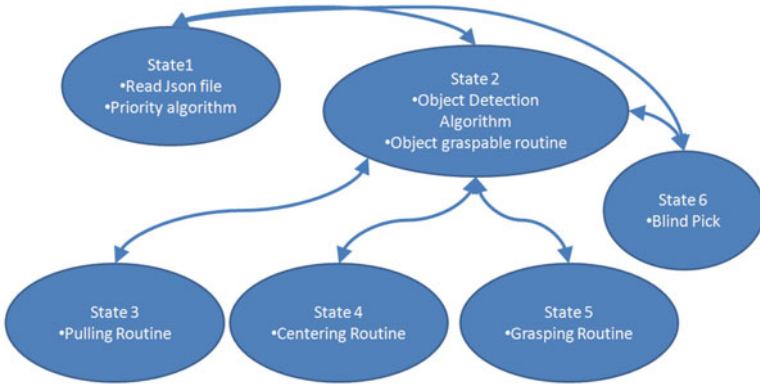 State1
•Read Json file
•Priority algorithm
State 2
•Object Detection
Algorithm
•Object graspable routine
State 6
•Blind Pick
State 3
•Pulling Routine
State 4
•Centering Routine
State 5
•Grasping Routine